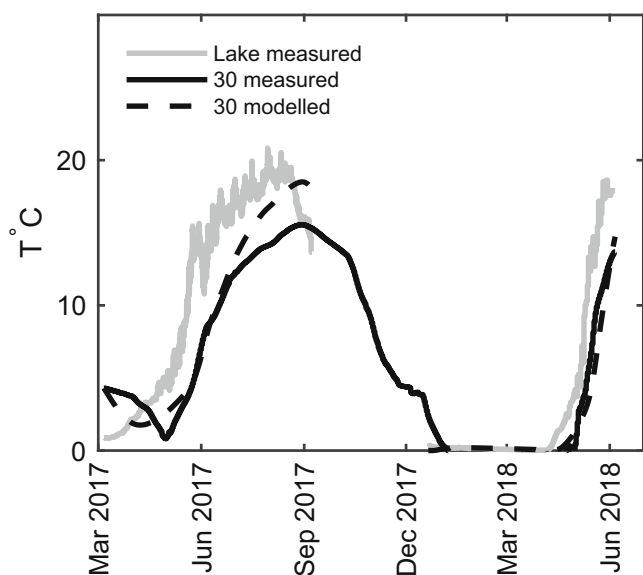 Lake measured
30 measured
30 modelled
20
10
0
T°C
Mar 2017
Jun 2017
Sep 2017
Dec 2017
Mar 2018
Jun 2018